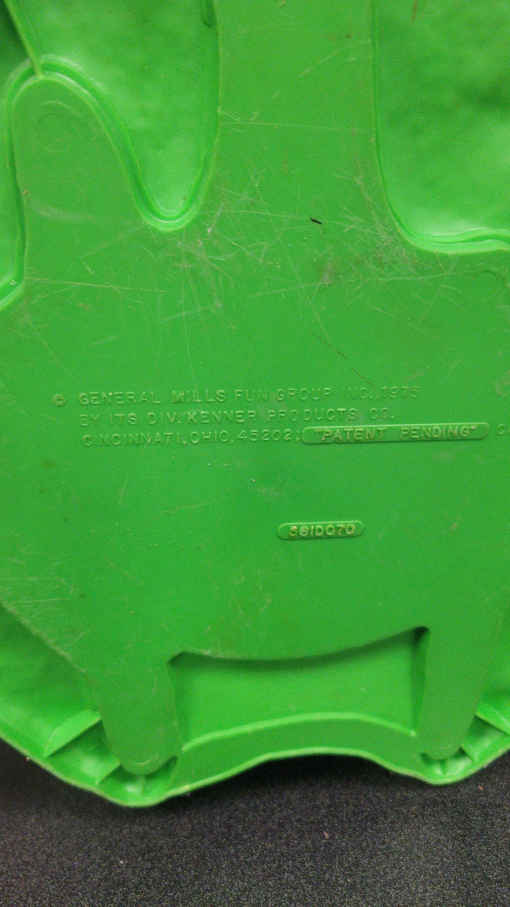 © GENERAL MILLS FUN GROUP INC. 1975
BY ITS DIV. KENNER PRODUCTS CO.
CINCINNATI, OHIO, 45202, "PATENT PENDING"